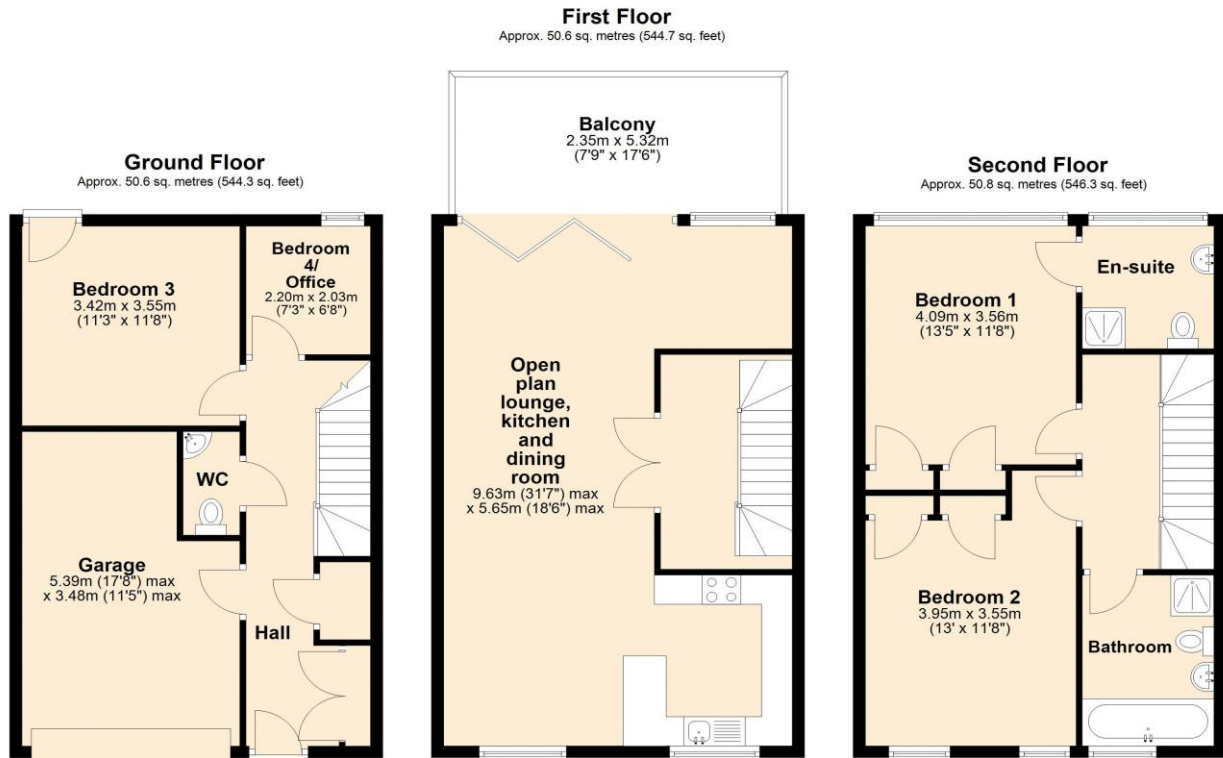 First Floor
Approx. 50.6 sq. metres (544.7 sq. feet)
Balcony
2.35m x 5.32m
(7'9" x 17'6")
Ground Floor
Approx. 50.6 sq. metres (544.3 sq. feet)
Second Floor
Approx. 50.8 sq. metres (546.3 sq. feet)
Bedroom 3
3.42m x 3.55m
(11'3" x 11'8")
Bedroom
4/
Office
2.20m x 2.03m
(7'3" x 6'8")
WC
Garage
5.39m (17'8") max
x 3.48m (11'5") max
Hall
Open
plan
lounge,
kitchen
and
dining
room
9.63m (31'7") max
x 5.65m (18'6") max
Bedroom 1
4.09m x 3.56m
(13'5" x 11'8")
En-suite
Bedroom 2
3.95m x 3.55m
(13' x 11'8")
Bathroom